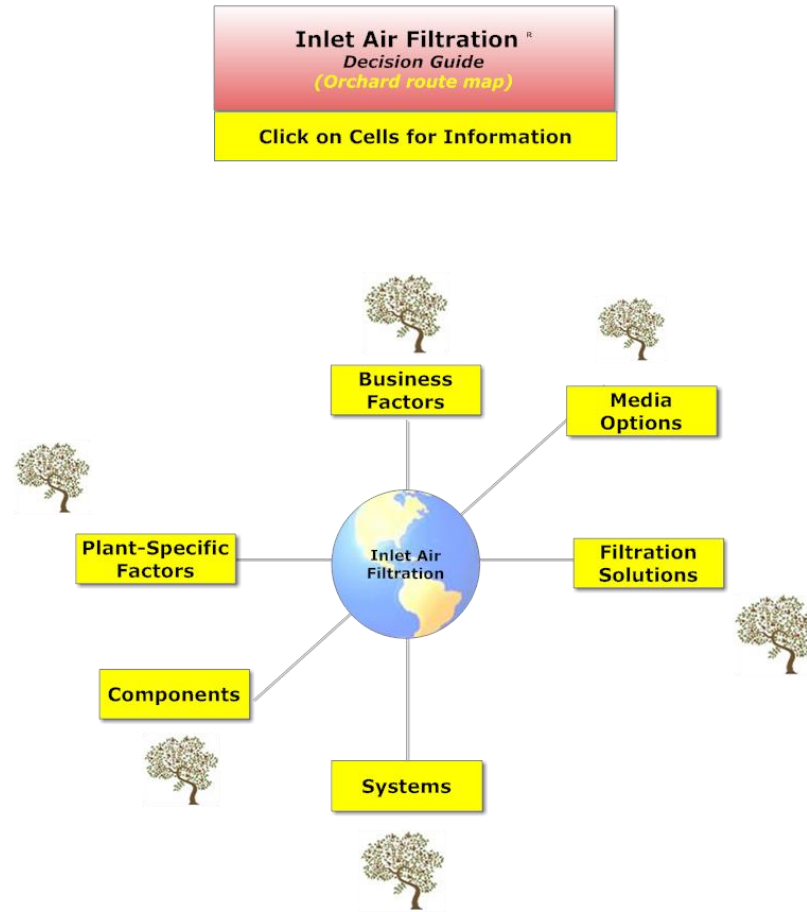 Inlet Air Filtration R
Decision Guide
(Orchard route map)
Click on Cells for Information
Business
Factors
Media
Options
Plant-Specific
Factors
Inlet Air
Filtration
Filtration
Solutions
Components
Systems